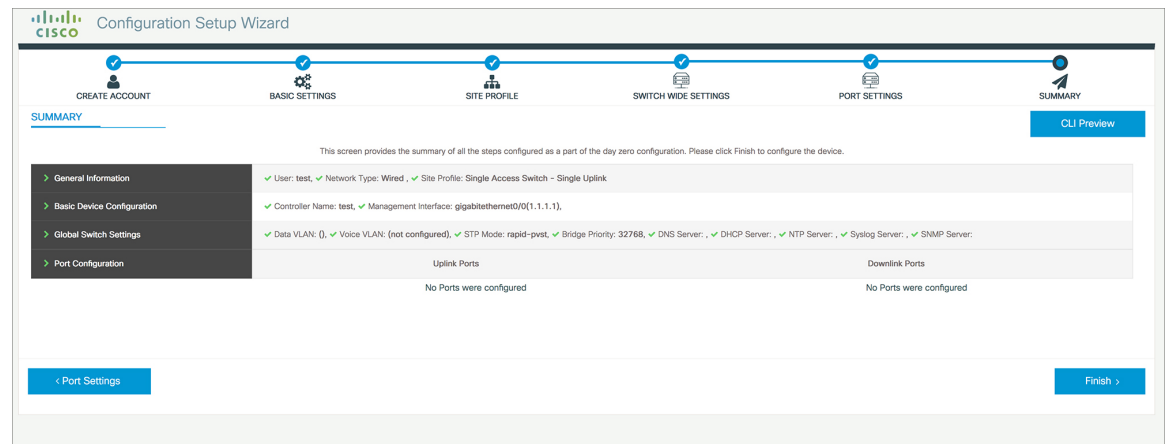 CISCO Configuration Setup Wizard
CREATE ACCOUNT BASIC SETTINGS SITE PROFILE SWITCH WIDE SETTINGS PORT SETTINGS SUMMARY
SUMMARY
CLI Preview
This screen provides the summary of all the steps configured as a part of the day zero configuration. Please click Finish to configure the device.
General Information User: test, Network Type: Wired , Site Profile: Single Access Switch - Single Uplink
Basic Device Configuration Controller Name: test, Management Interface: gigabitethernet0/0(1.1.1.1),
Global Switch Settings Data VLAN: (), Voice VLAN: (not configured), STP Mode: rapid-pvst, Bridge Priority: 32768, DNS Server: , DHCP Server: , NTP Server: , Syslog Server: , SNMP Server:
Port Configuration Uplink Ports Downlink Ports
No Ports were configured No Ports were configured
< Port Settings Finish >